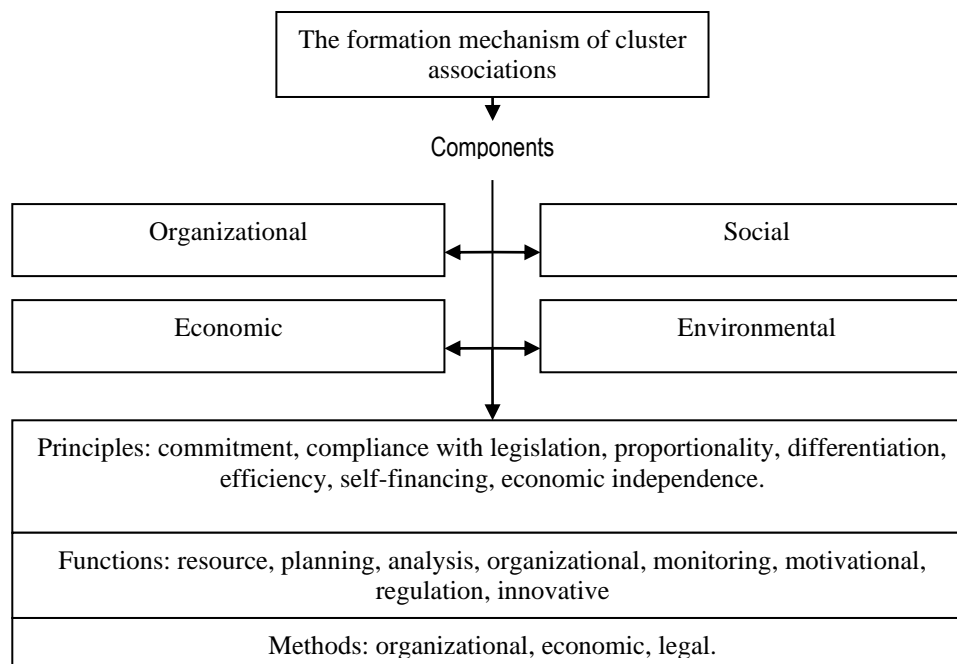 The formation mechanism of cluster
associations
Components
Organizational
Social
Economic
Environmental
Principles: commitment, compliance with legislation, proportionality, differentiation,
efficiency, self-financing, economic independence.
Functions: resource, planning, analysis, organizational, monitoring, motivational,
regulation, innovative
Methods: organizational, economic, legal.